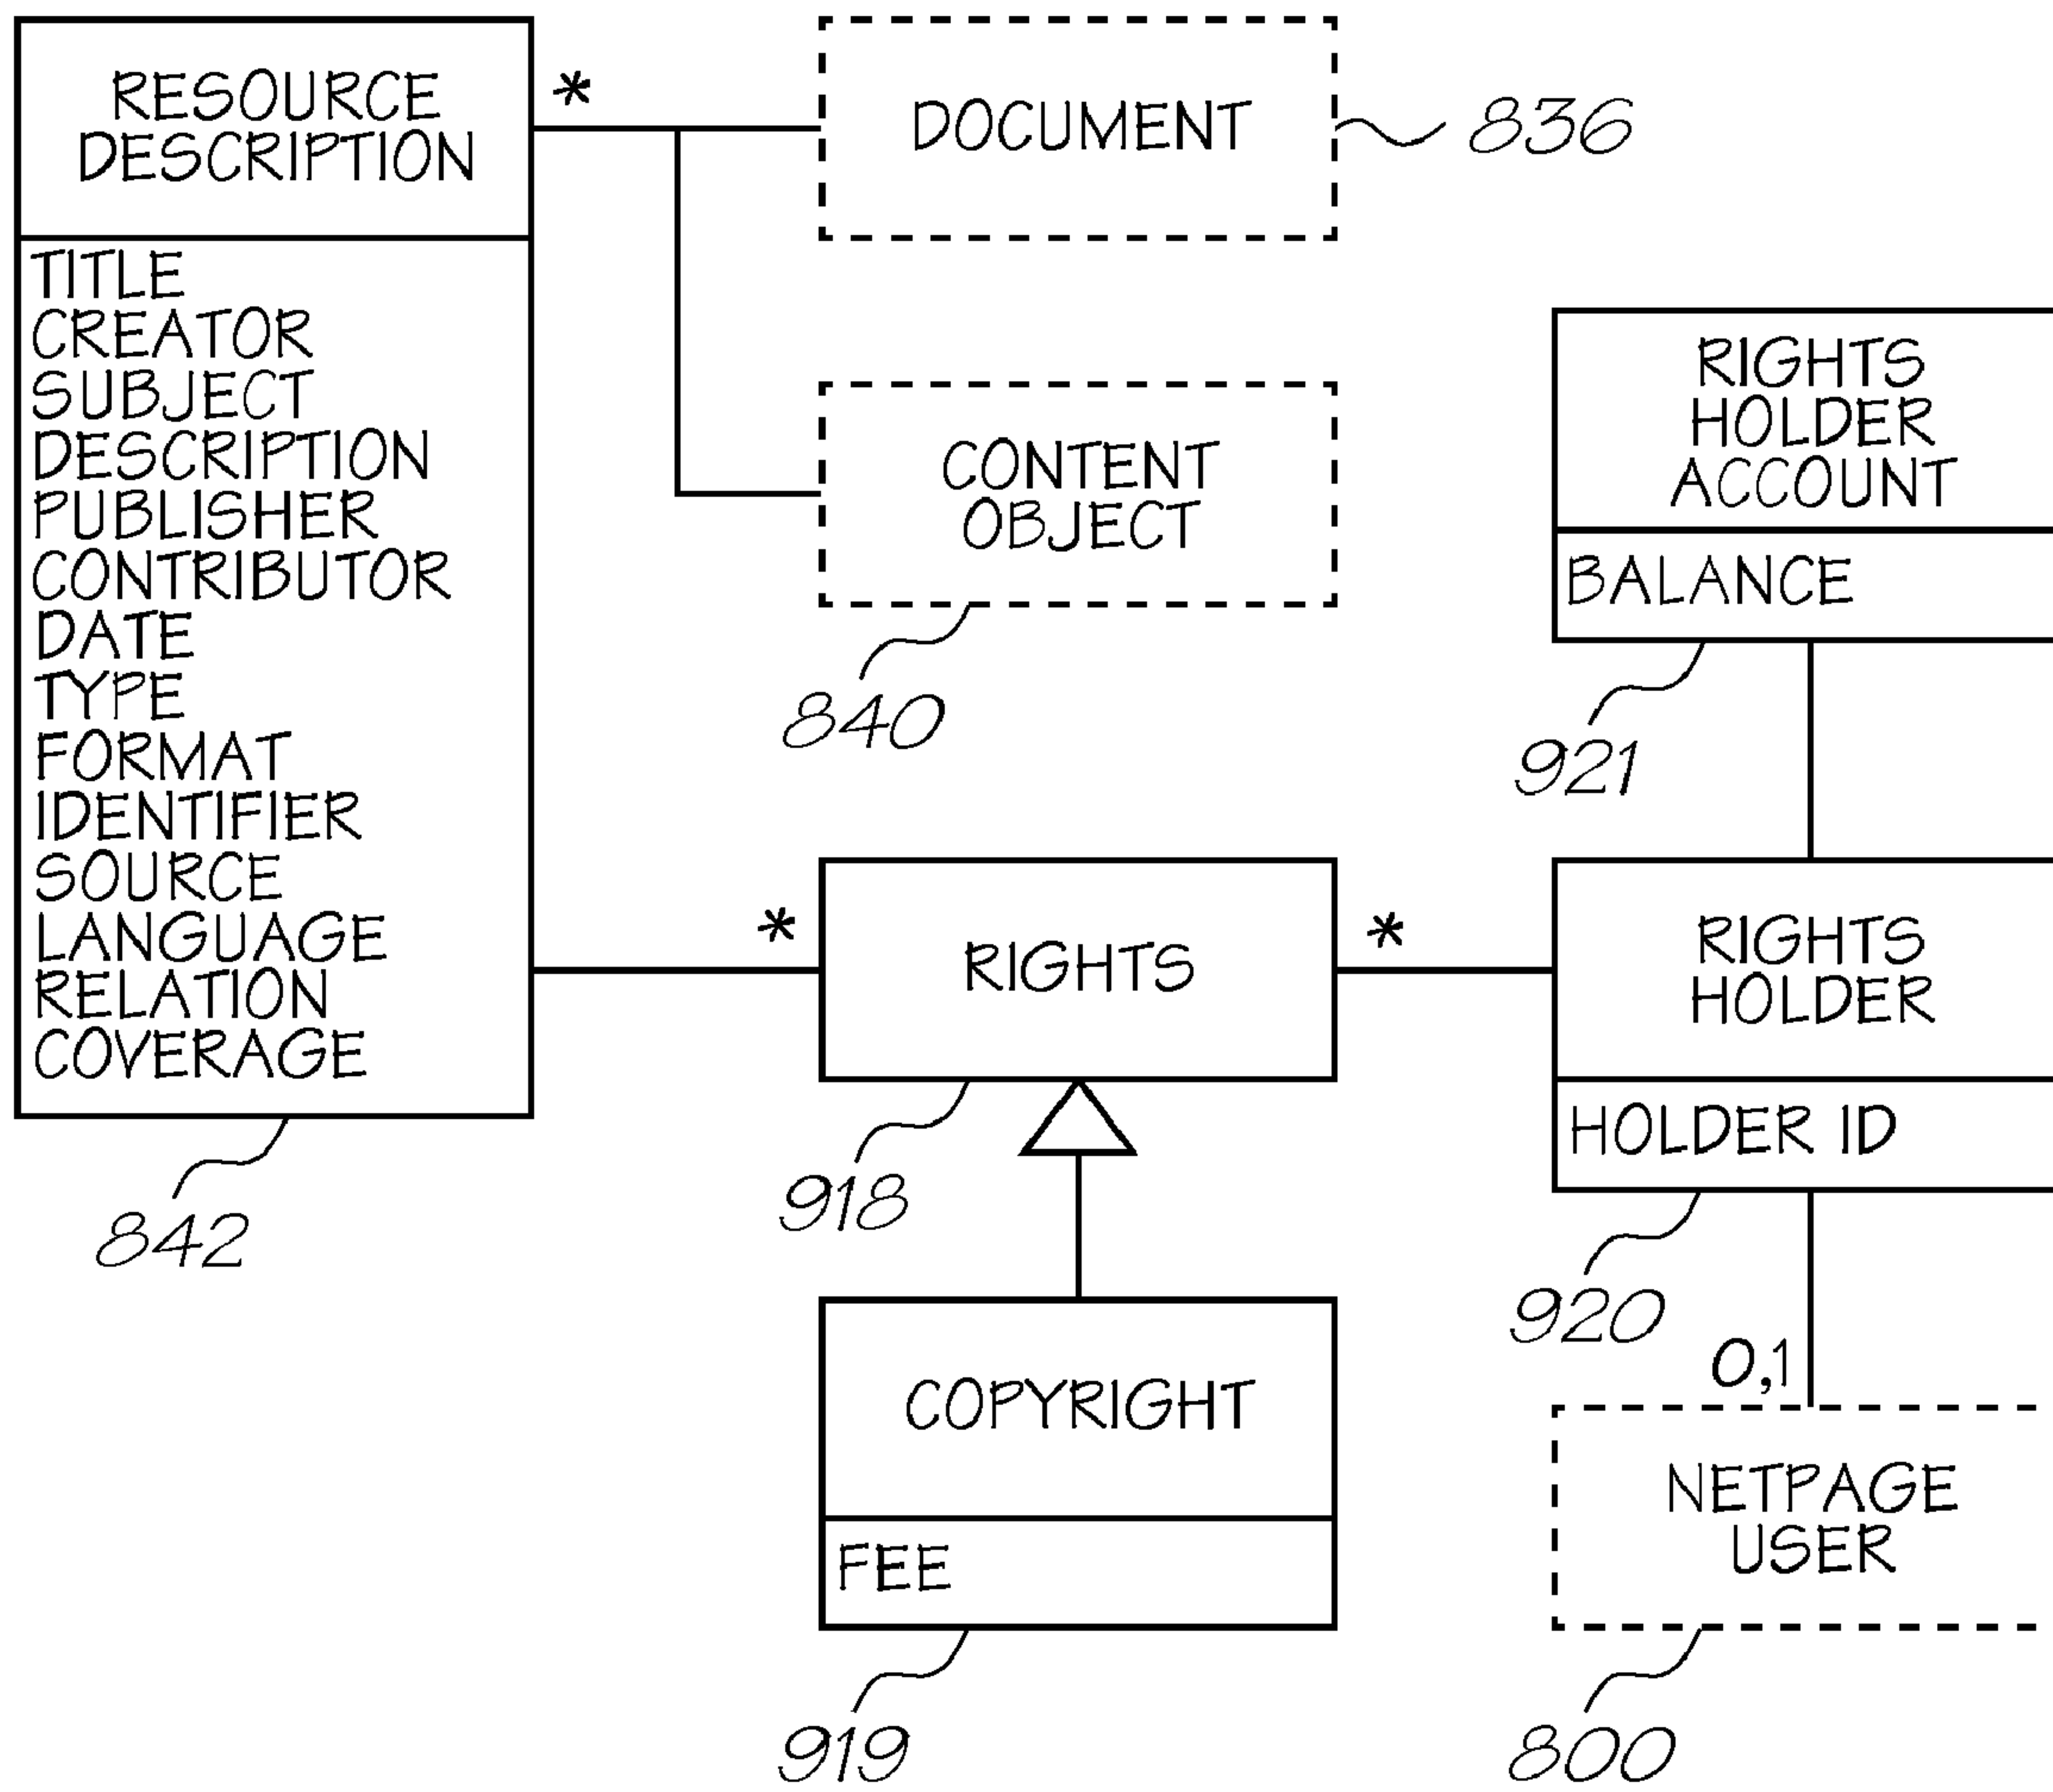 RESOURCE
DESCRIPTION
TITLE
CREATOR
SUBJECT
DESCRIPTION
PUBLISHER
CONTRIBUTOR
DATE
TYPE
FORMAT
IDENTIFIER
SOURCE
LANGUAGE
RELATION
COVERAGE
842
*
DOCUMENT
836
CONTENT
OBJECT
840
RIGHTS
HOLDER
ACCOUNT
BALANCE
921
*
RIGHTS
918
*
RIGHTS
HOLDER
HOLDER ID
920
COPYRIGHT
FEE
919
0,1
NETPAGE
USER
800